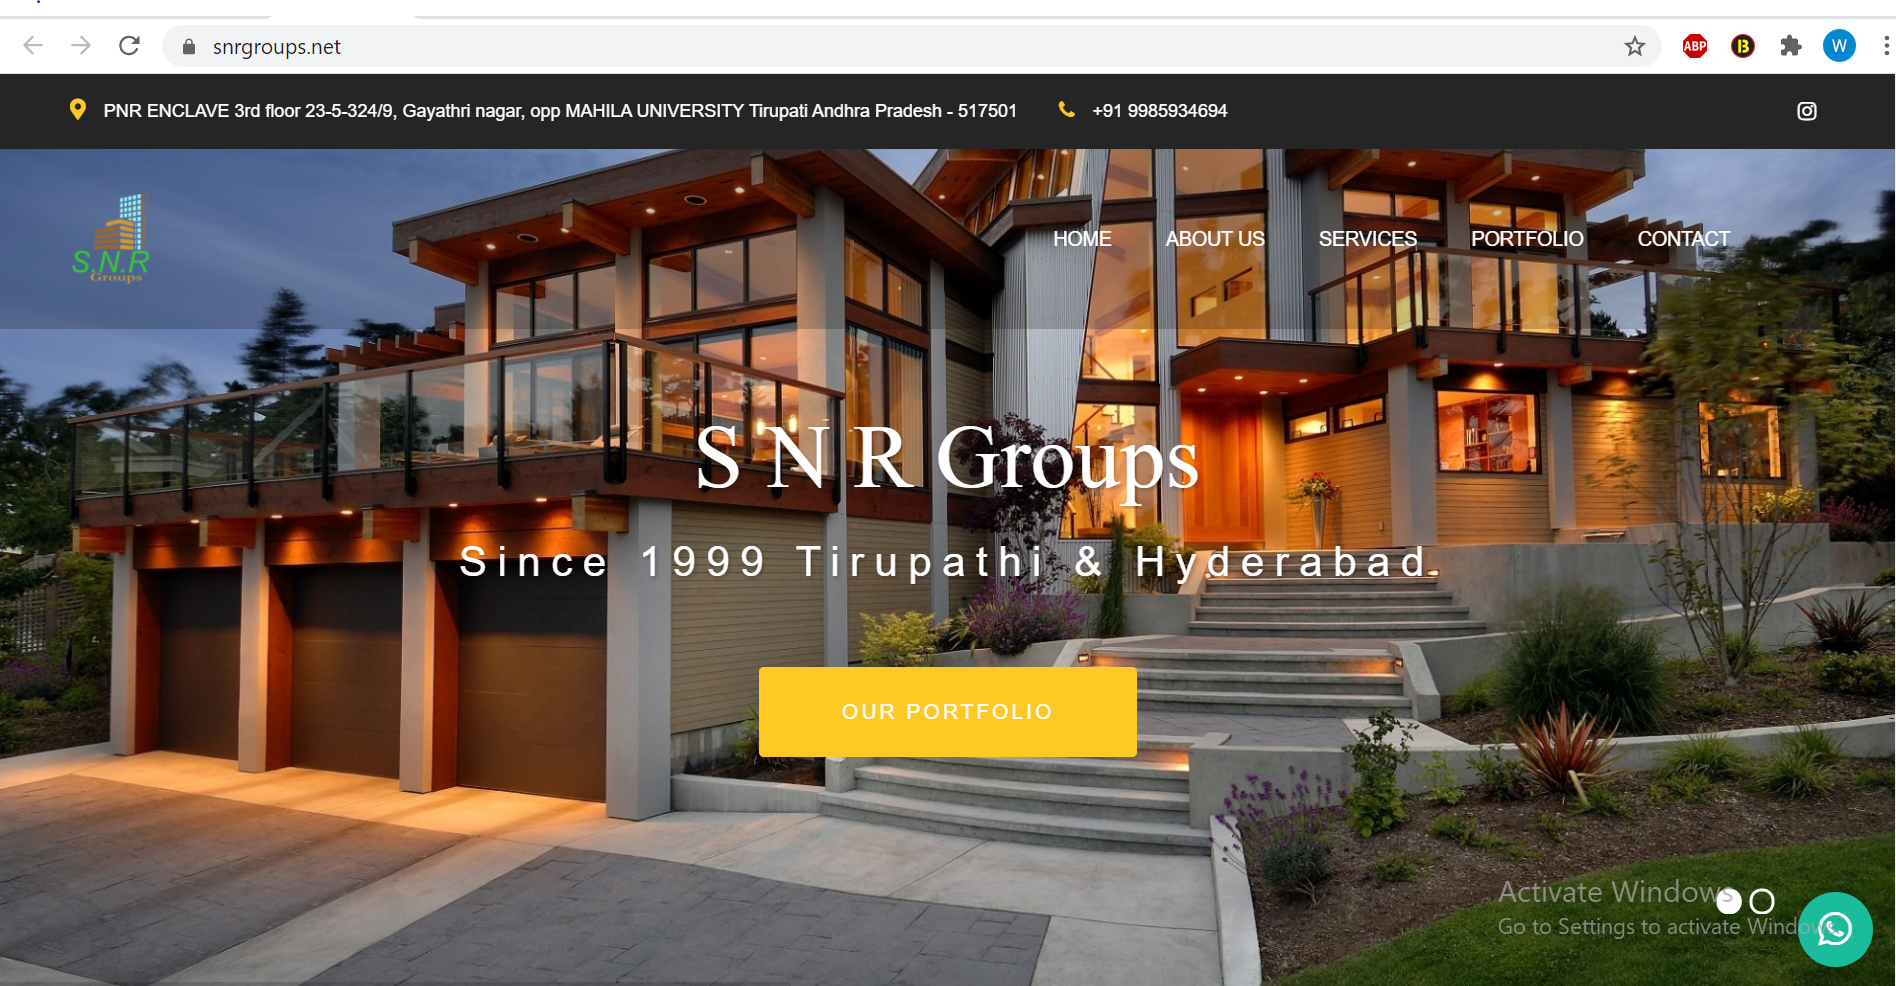 snrgroups.net
ABP
B
W
PNR ENCLAVE 3rd floor 23-5-324/9, Gayathri nagar, opp MAHILA UNIVERSITY Tirupati Andhra Pradesh - 517501
+91 9985934694
S.N.R
Groups
HOME
ABOUT US
SERVICES
PORTFOLIO
CONTACT
S N R Groups
Since 1999 Tirupathi & Hyderabad
OUR PORTFOLIO
Activate Windows
Go to Settings to activate Windows.